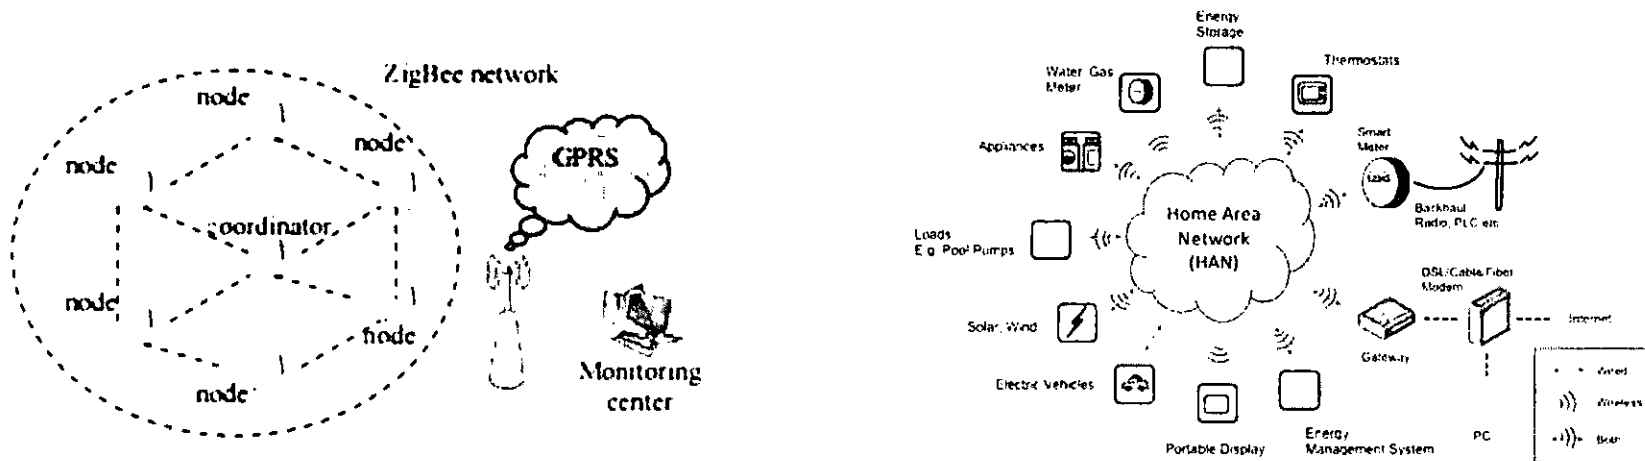 ZigBee network
node
node
node
coordinator
node
node
node
GPRS
Monitoring
center
Energy
Storage
Water Gas
Meter
Thermostats
Appliances
Smart
Meter
Backhaul
Radio, PLC etc
Home Area
Network
(HAN)
Loads
E.g. Pool Pumps
DSL/Cable/Fiber
Modem
Solar, Wind
Internet
Gateway
Electric Vehicles
Wired
Wireless
Both
PC
Portable Display
Energy
Management System